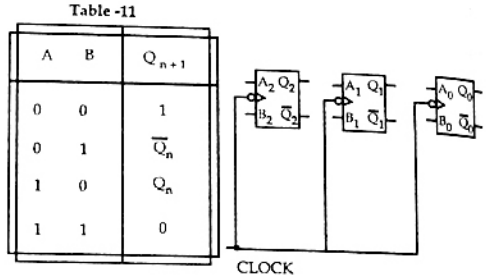 Table -11
A B Q n + 1
0 0 1
0 1 Q̅n
1 0 Qn
1 1 0
A2 Q2
B2 Q̅2
A1 Q1
B1 Q̅1
A0 Q0
B0 Q̅0
CLOCK